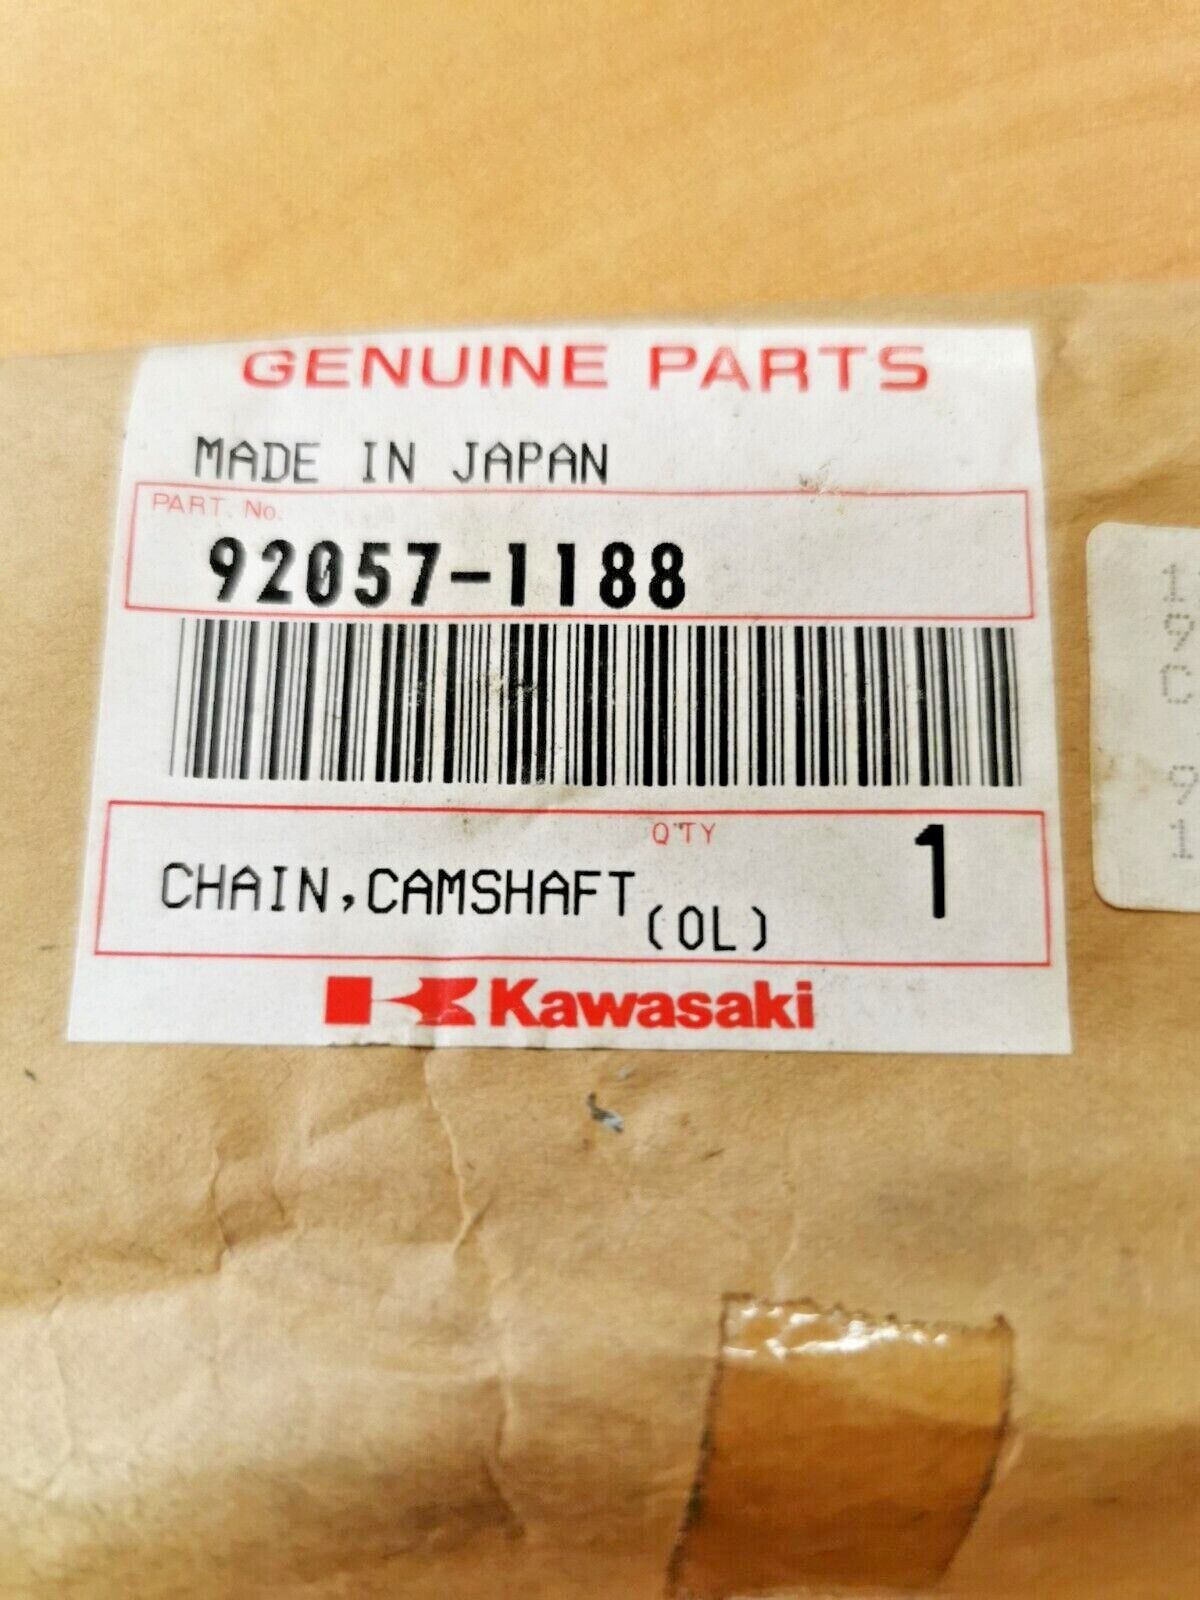 GENUINE PARTS
MADE IN JAPAN
PART. No.
92057-1188
Q'TY
1
CHAIN,CAMSHAFT
(OL)
Kawasaki